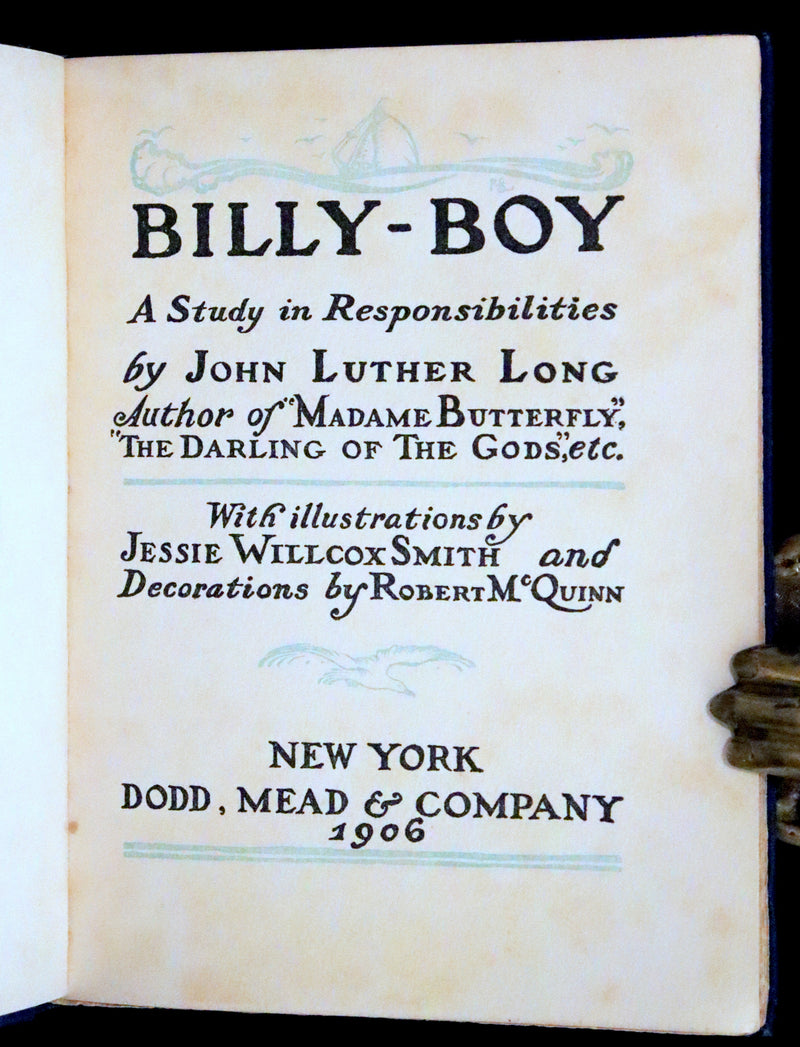 BILLY-BOY
A Study in Responsibilities
by JOHN LUTHER LONG
Author of "MADAME BUTTERFLY",
"THE DARLING OF THE GODS", etc.
With illustrations by
JESSIE WILLCOX SMITH and
Decorations by ROBERT McQUINN
NEW YORK
DODD, MEAD & COMPANY
1906